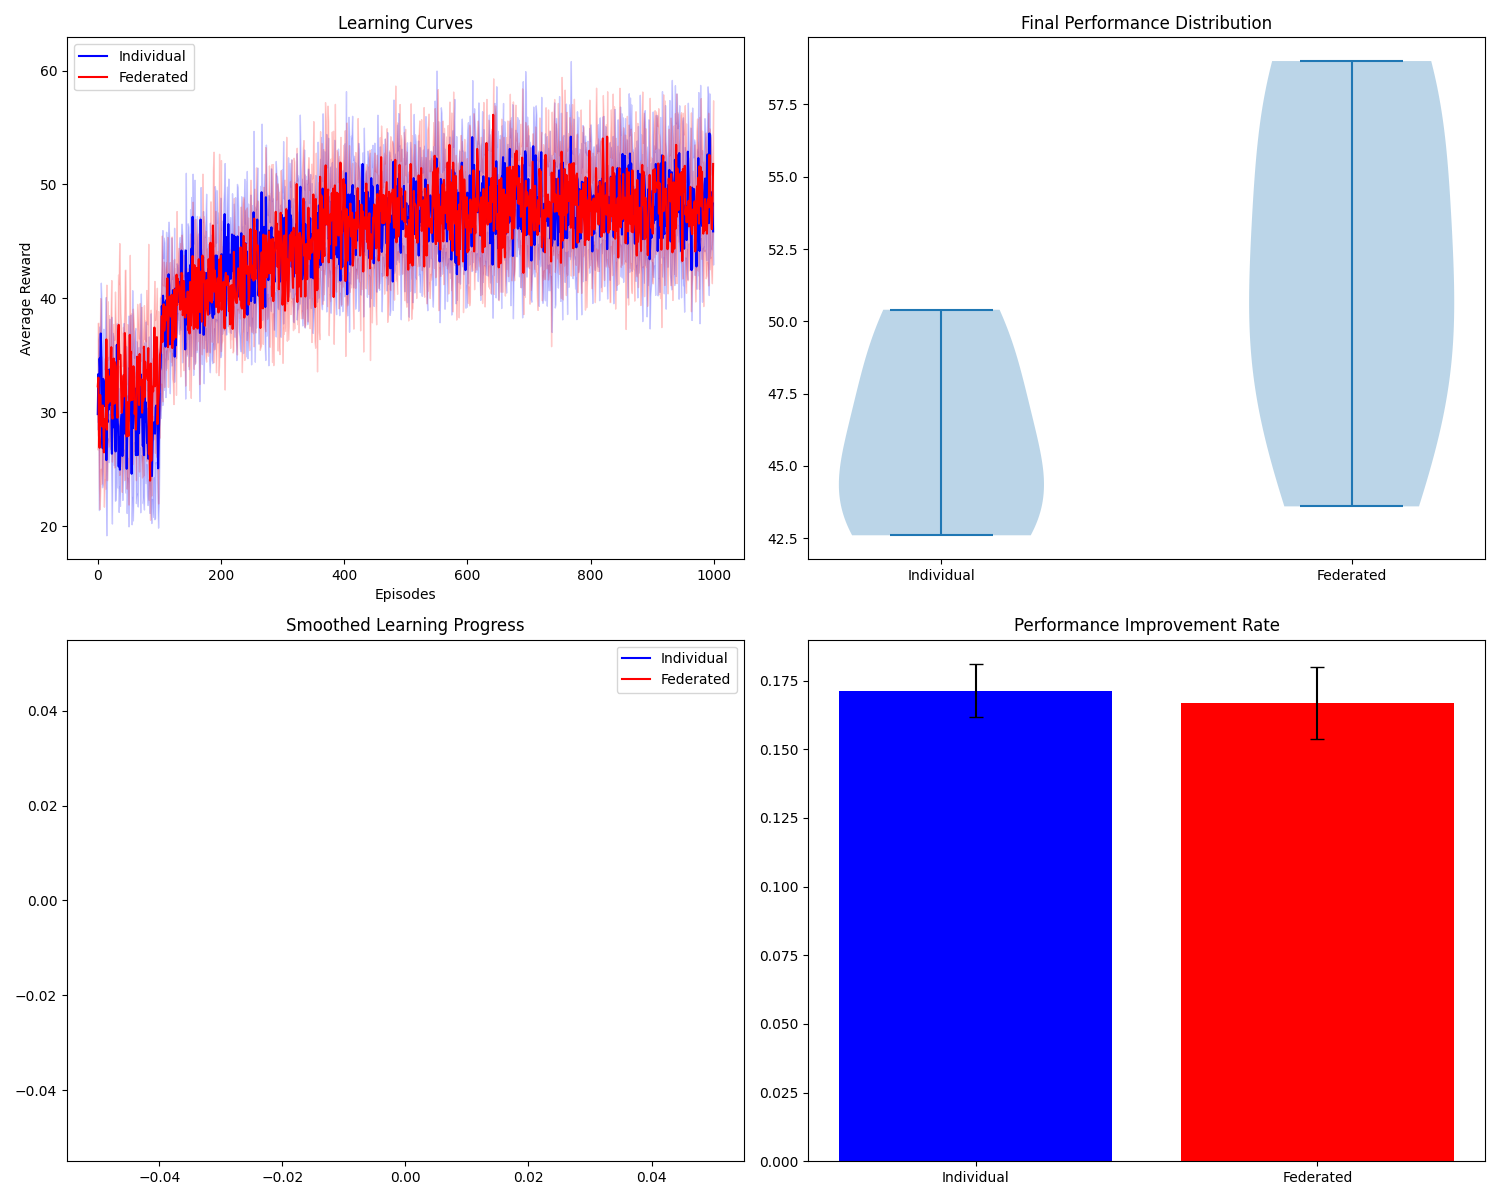 Learning Curves
Individual
Federated
Average Reward
60
50
40
30
20
0
200
400
600
800
1000
Episodes
Final Performance Distribution
57.5
55.0
52.5
50.0
47.5
45.0
42.5
Individual
Federated
Smoothed Learning Progress
Individual
Federated
0.04
0.02
0.00
−0.02
−0.04
−0.04
−0.02
0.00
0.02
0.04
Performance Improvement Rate
0.175
0.150
0.125
0.100
0.075
0.050
0.025
0.000
Individual
Federated